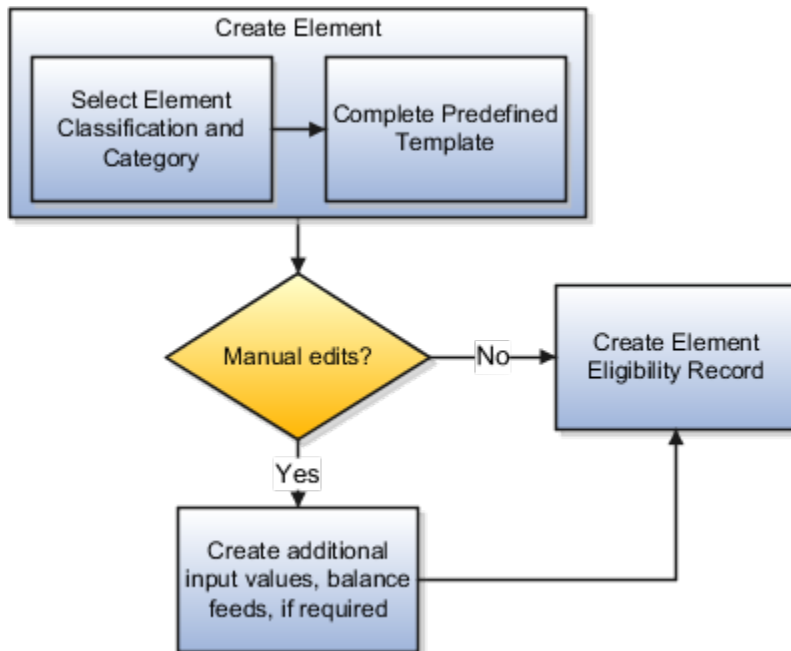 Create Element
Select Element
Classification and
Category
Complete Predefined
Template
Manual edits?
No
Create Element
Eligibility Record
Yes
Create additional
input values, balance
feeds, if required